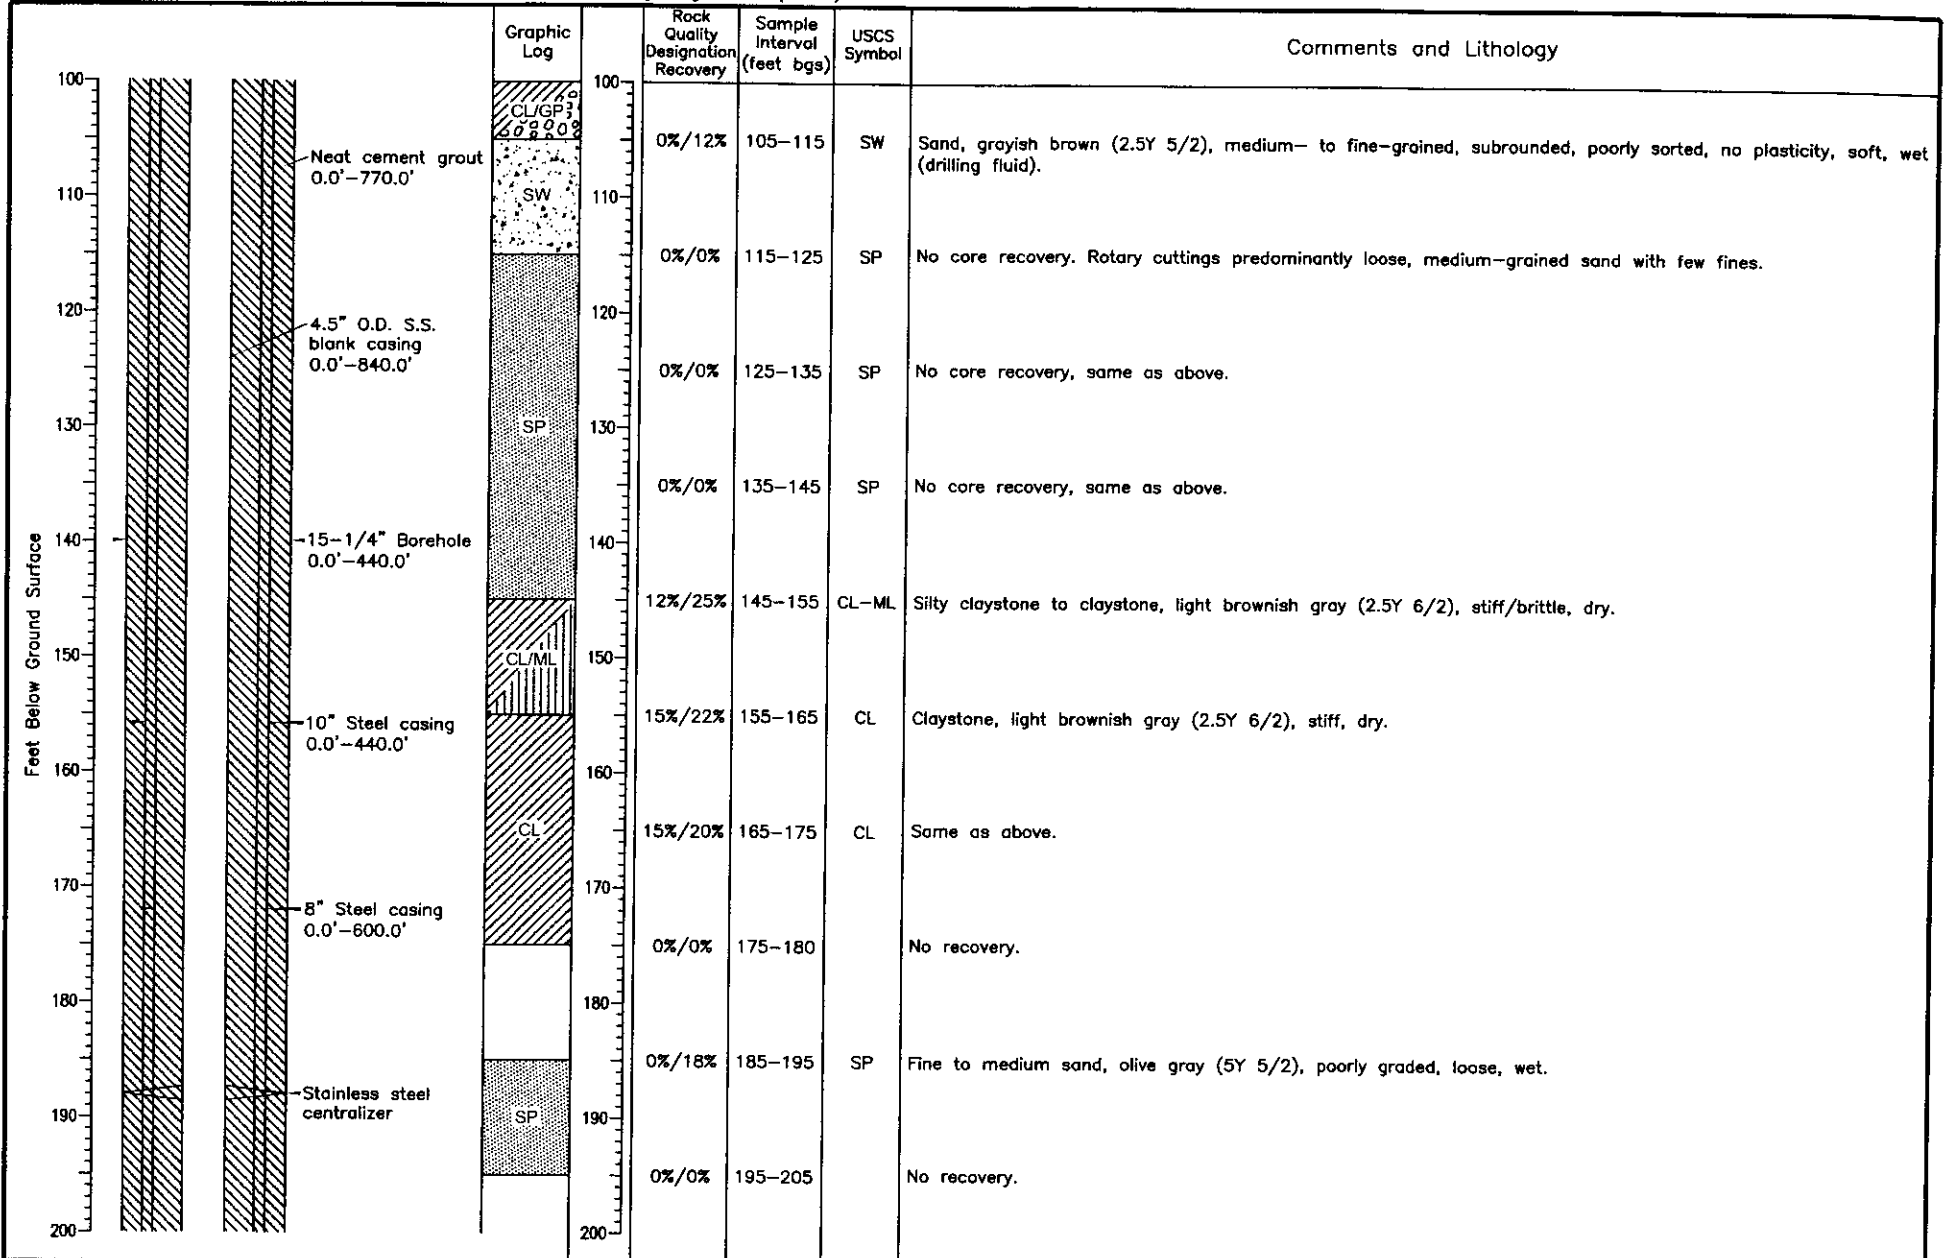 Graphic
Log
Rock
Quality
Designation
Recovery
Sample
Interval
(feet bgs)
USCS
Symbol
Comments and Lithology
Feet Below Ground Surface
100
110
120
130
140
150
160
170
180
190
200
Neat cement grout
0.0'–770.0'
4.5" O.D. S.S.
blank casing
0.0'–840.0'
15–1/4" Borehole
0.0'–440.0'
10" Steel casing
0.0'–440.0'
8" Steel casing
0.0'–600.0'
Stainless steel
centralizer
CL/GP
SW
SP
CL/ML
CL
SP
100
110
120
130
140
150
160
170
180
190
200
0%/12% 105–115 SW Sand, grayish brown (2.5Y 5/2), medium– to fine–grained, subrounded, poorly sorted, no plasticity, soft, wet
(drilling fluid).
0%/0% 115–125 SP No core recovery. Rotary cuttings predominantly loose, medium–grained sand with few fines.
0%/0% 125–135 SP No core recovery, same as above.
0%/0% 135–145 SP No core recovery, same as above.
12%/25% 145–155 CL–ML Silty claystone to claystone, light brownish gray (2.5Y 6/2), stiff/brittle, dry.
15%/22% 155–165 CL Claystone, light brownish gray (2.5Y 6/2), stiff, dry.
15%/20% 165–175 CL Same as above.
0%/0% 175–180 No recovery.
0%/18% 185–195 SP Fine to medium sand, olive gray (5Y 5/2), poorly graded, loose, wet.
0%/0% 195–205 No recovery.